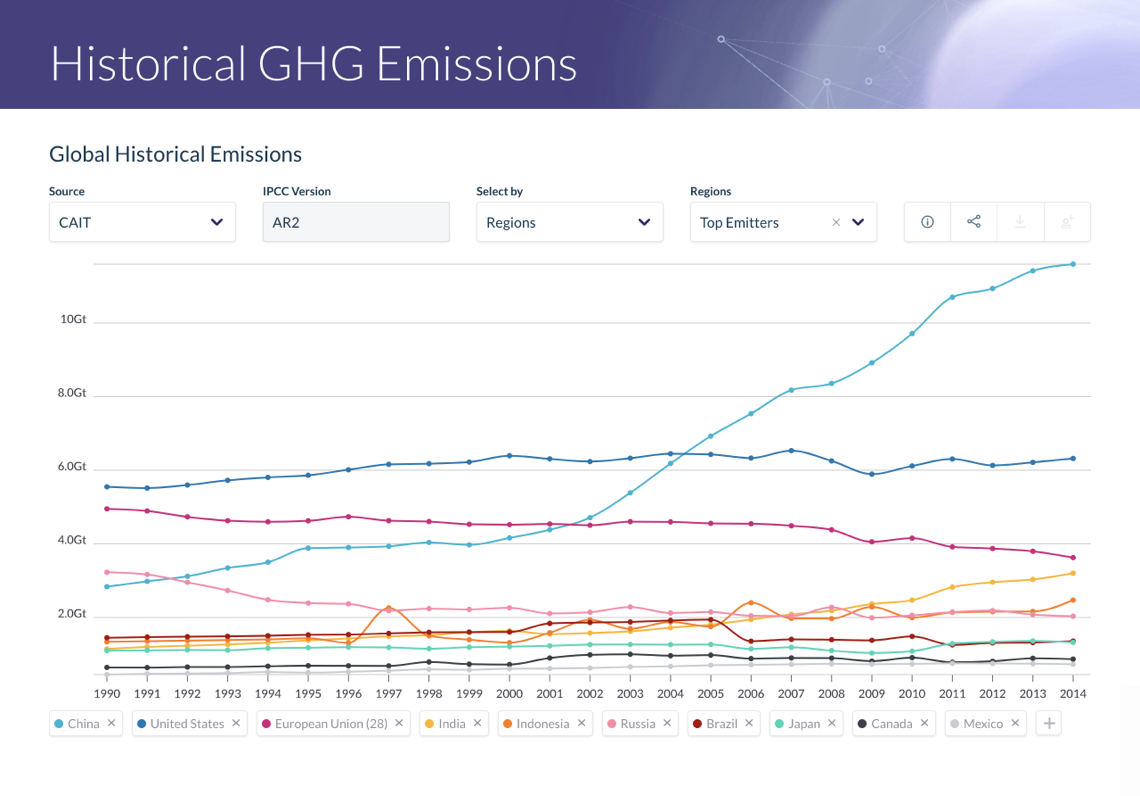 Historical GHG Emissions
Global Historical Emissions
Source IPCC Version Select by Regions
CAIT AR2 Regions Top Emitters ×
10Gt
8.0Gt
6.0Gt
4.0Gt
2.0Gt
1990 1991 1992 1993 1994 1995 1996 1997 1998 1999 2000 2001 2002 2003 2004 2005 2006 2007 2008 2009 2010 2011 2012 2013 2014
China × United States × European Union (28) × India × Indonesia × Russia × Brazil × Japan × Canada × Mexico × +